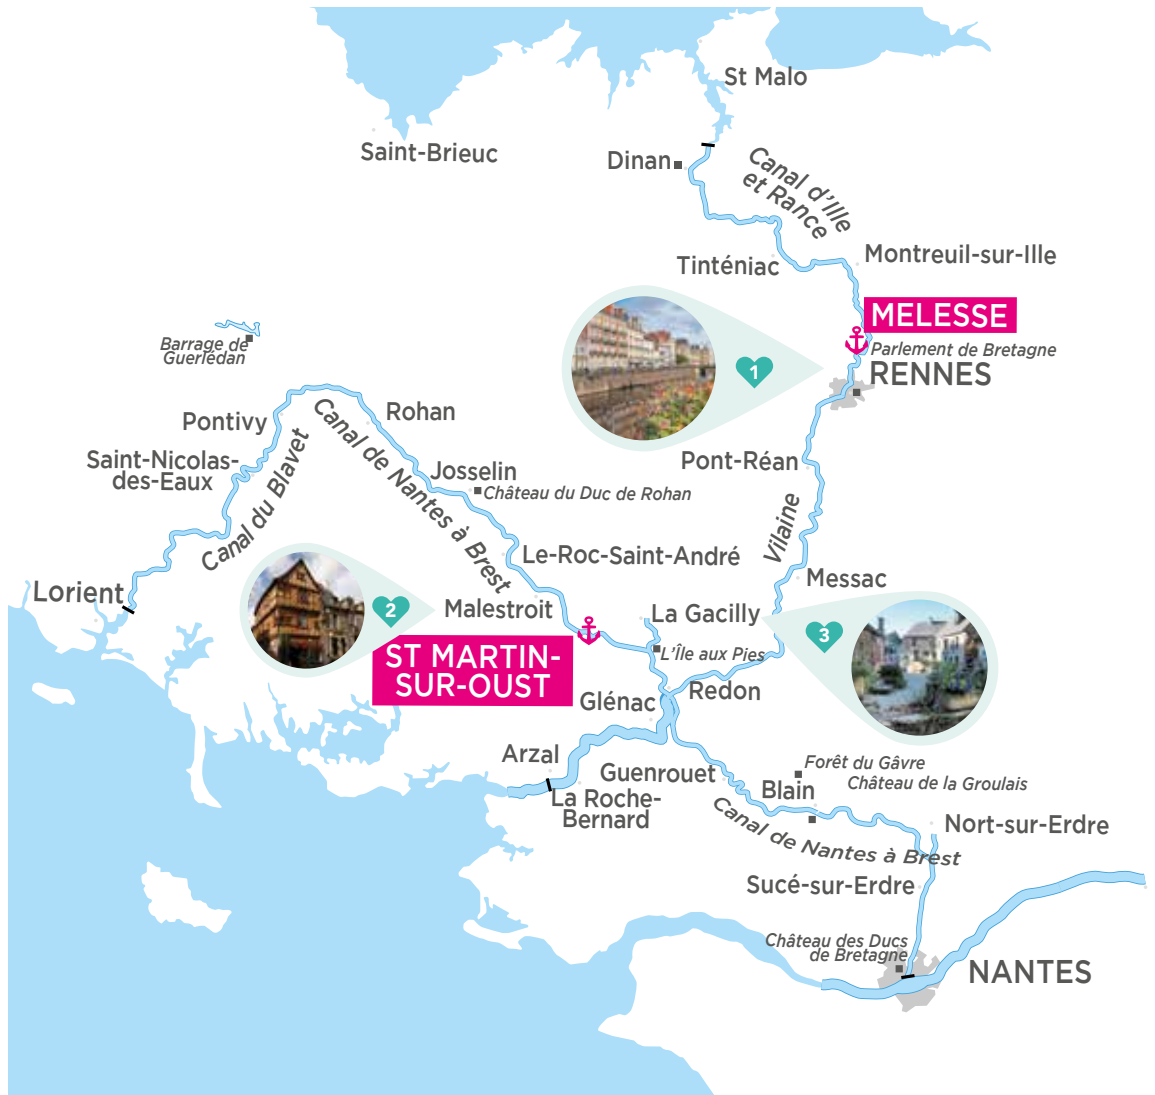 St Malo
Saint-Brieuc
Dinan
Canal d'Ille
et Rance
Tinténiac
Montreuil-sur-Ille
MELESSE
Parlement de Bretagne
RENNES
1
Barrage de
Guerlédan
Pontivy
Rohan
Saint-Nicolas-
des-Eaux
Canal du Blavet
Canal de Nantes à Brest
Josselin
Château du Duc de Rohan
Pont-Réan
Vilaine
Le-Roc-Saint-André
Messac
Lorient
2
Malestroit
La Gacilly
3
ST MARTIN-
SUR-OUST
L'Île aux Pies
Glénac
Redon
Arzal
Guenrouet
La Roche-
Bernard
Forêt du Gâvre
Château de la Groulais
Blain
Canal de Nantes à Brest
Nort-sur-Erdre
Sucé-sur-Erdre
Château des Ducs
de Bretagne
NANTES